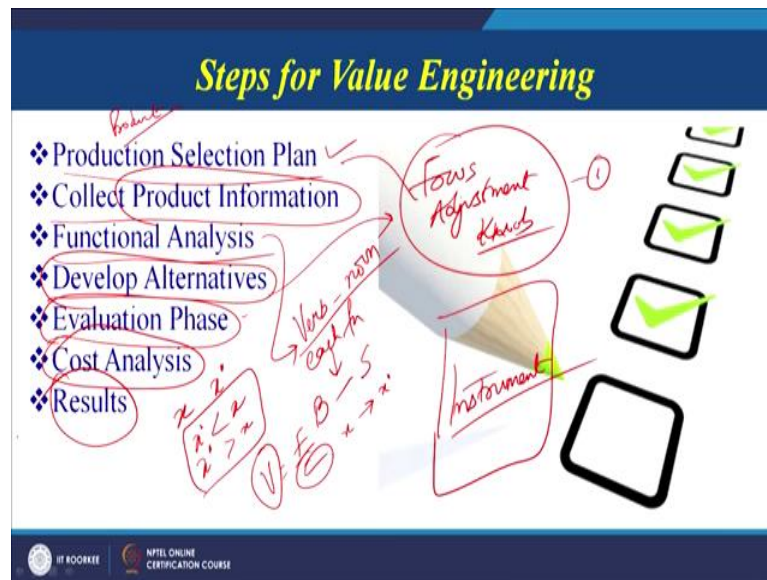 Steps for Value Engineering
Product
❖Production Selection Plan
❖Collect Product Information
❖Functional Analysis
❖Develop Alternatives
❖Evaluation Phase
❖Cost Analysis
❖Results
Focus
Adjustment
Knob
1
Verb - noun
each fn
B - S
x → x'
x x'
x' < x
x' > x
V = F
C
Instrument
IIT ROORKEE
NPTEL ONLINE
CERTIFICATION COURSE